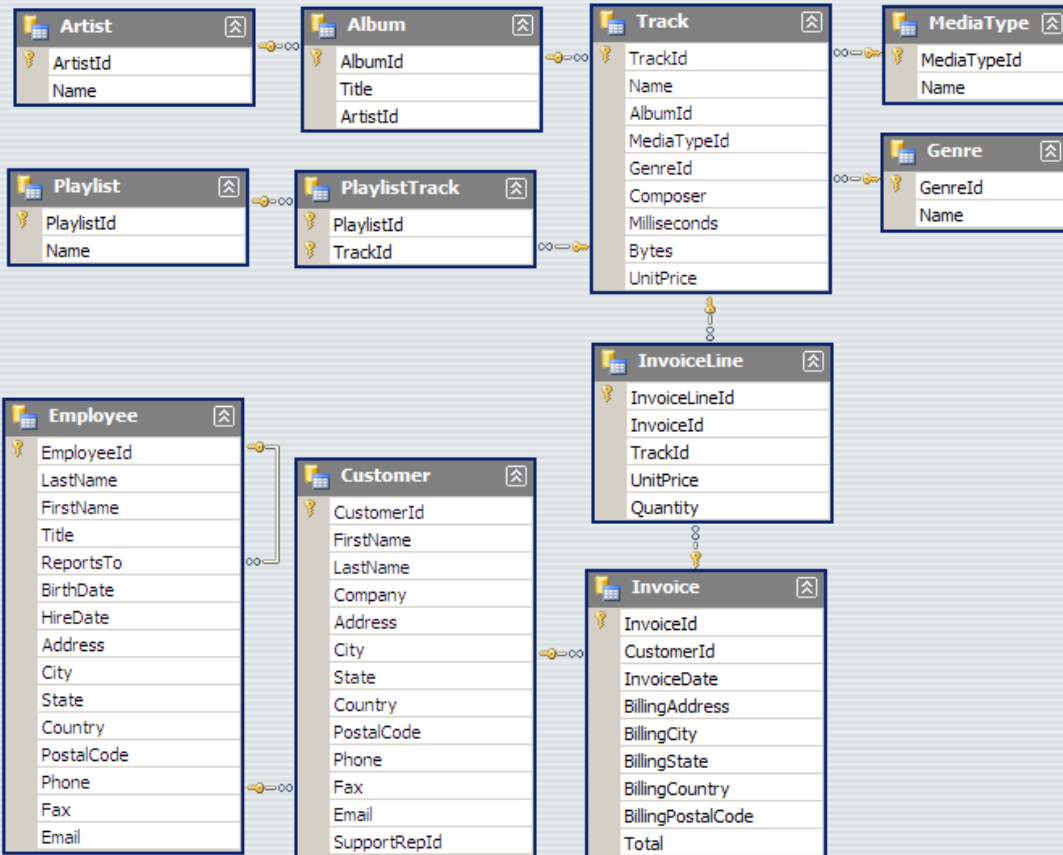 Artist
ArtistId
Name
Album
AlbumId
Title
ArtistId
Track
TrackId
Name
AlbumId
MediaTypeId
GenreId
Composer
Milliseconds
Bytes
UnitPrice
MediaType
MediaTypeId
Name
Genre
GenreId
Name
Playlist
PlaylistId
Name
PlaylistTrack
PlaylistId
TrackId
InvoiceLine
InvoiceLineId
InvoiceId
TrackId
UnitPrice
Quantity
Employee
EmployeeId
LastName
FirstName
Title
ReportsTo
BirthDate
HireDate
Address
City
State
Country
PostalCode
Phone
Fax
Email
Customer
CustomerId
FirstName
LastName
Company
Address
City
State
Country
PostalCode
Phone
Fax
Email
SupportRepId
Invoice
InvoiceId
CustomerId
InvoiceDate
BillingAddress
BillingCity
BillingState
BillingCountry
BillingPostalCode
Total